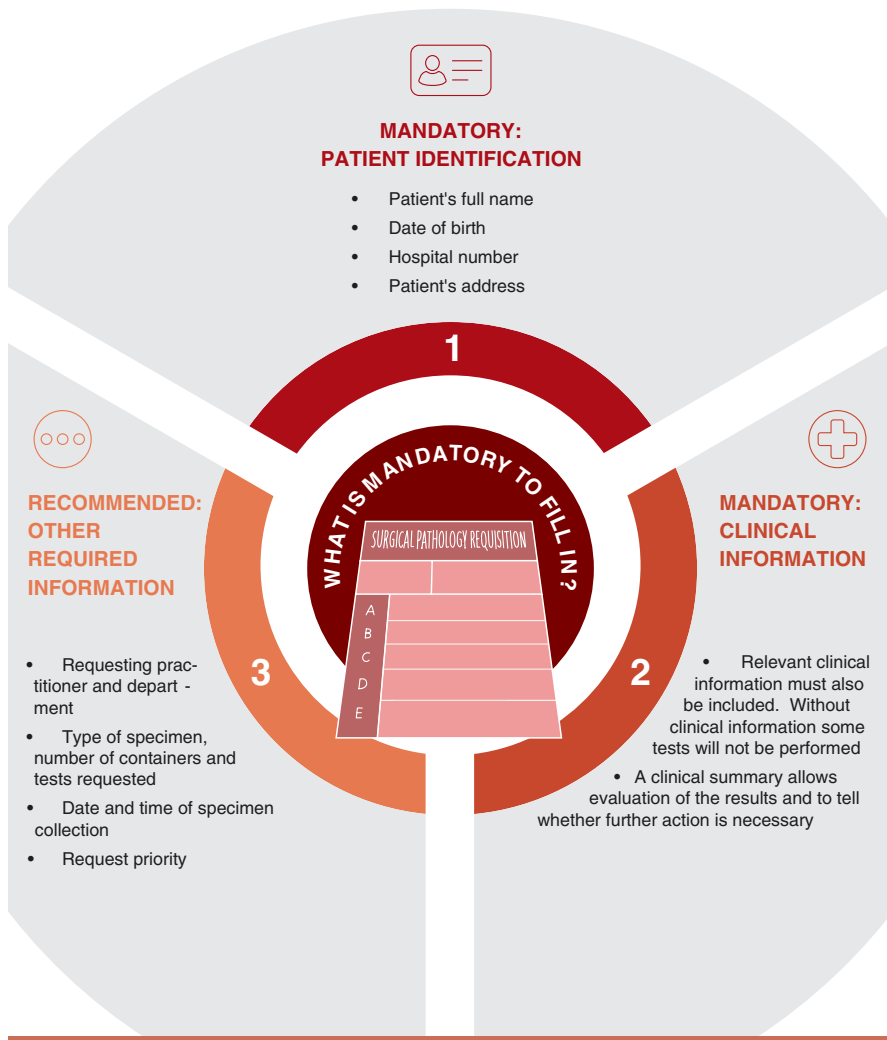 MANDATORY:
PATIENT IDENTIFICATION
• Patient's full name
• Date of birth
• Hospital number
• Patient's address
1
WHAT IS MANDATORY TO FILL IN?
SURGICAL PATHOLOGY REQUISITION
A
B
C
D
E
MANDATORY:
CLINICAL
INFORMATION
2
• Relevant clinical
information must also
be included. Without
clinical information some
tests will not be performed
• A clinical summary allows
evaluation of the results and to tell
whether further action is necessary
RECOMMENDED:
OTHER
REQUIRED
INFORMATION
3
• Requesting prac-
titioner and depart -
ment
• Type of specimen,
number of containers and
tests requested
• Date and time of specimen
collection
• Request priority